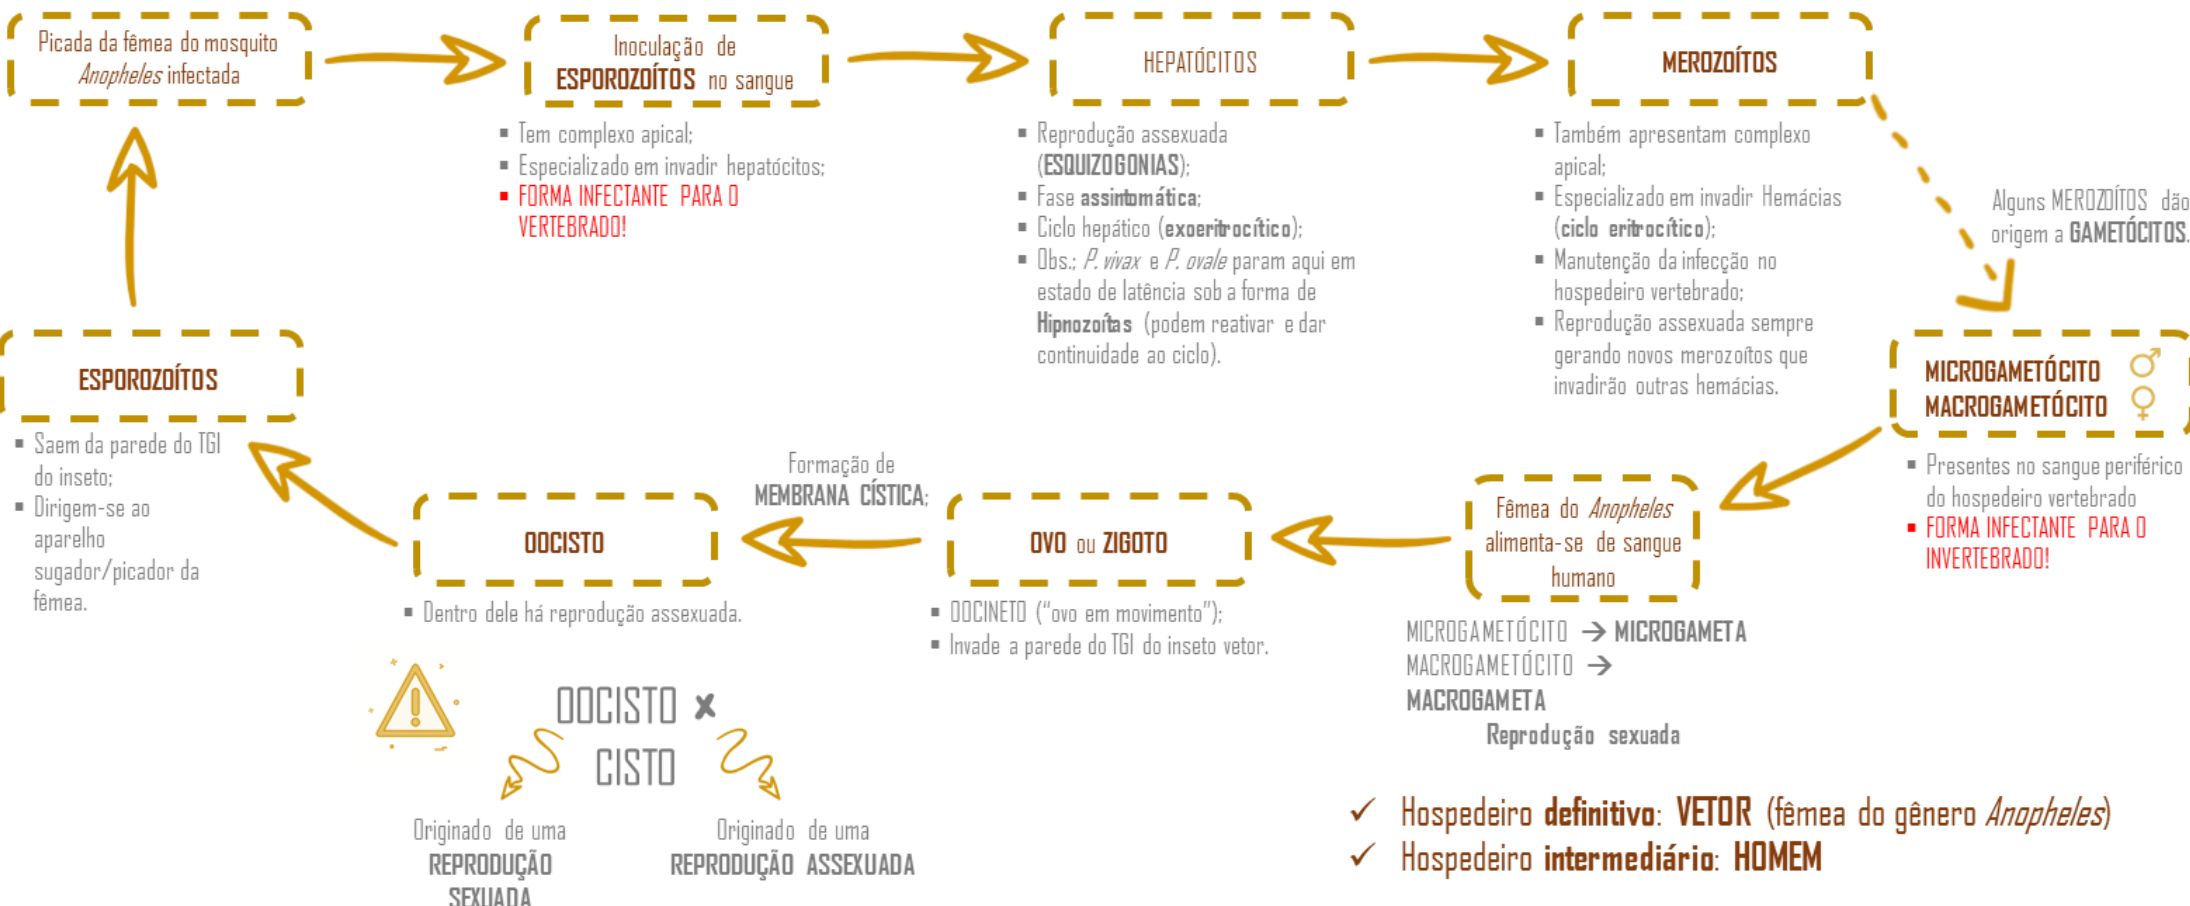 Picada da fêmea do mosquito
Anopheles infectada
Inoculação de
ESPOROZOÍTOS no sangue
▪ Tem complexo apical;
▪ Especializado em invadir hepatócitos;
▪ FORMA INFECTANTE PARA O
VERTEBRADO!
HEPATÓCITOS
▪ Reprodução assexuada
(ESQUIZOGONIAS);
▪ Fase assintomática;
▪ Ciclo hepático (exoeritrocítico);
▪ Obs.; P. vivax e P. ovale param aqui em
estado de latência sob a forma de
Hipnozoítas (podem reativar e dar
continuidade ao ciclo).
MEROZOÍTOS
▪ Também apresentam complexo
apical;
▪ Especializado em invadir Hemácias
(ciclo eritrocítico);
▪ Manutenção da infecção no
hospedeiro vertebrado;
▪ Reprodução assexuada sempre
gerando novos merozoítos que
invadirão outras hemácias.
Alguns MEROZOÍTOS dão
origem a GAMETÓCITOS.
MICROGAMETÓCITO ♂
MACROGAMETÓCITO ♀
▪ Presentes no sangue periférico
do hospedeiro vertebrado
▪ FORMA INFECTANTE PARA O
INVERTEBRADO!
Fêmea do Anopheles
alimenta-se de sangue
humano
MICROGAMETÓCITO → MICROGAMETA
MACROGAMETÓCITO →
MACROGAMETA
Reprodução sexuada
OVO ou ZIGOTO
▪ OOCINETO (“ovo em movimento”);
▪ Invade a parede do TGI do inseto vetor.
Formação de
MEMBRANA CÍSTICA;
OOCISTO
▪ Dentro dele há reprodução assexuada.
ESPOROZOÍTOS
▪ Saem da parede do TGI
do inseto;
▪ Dirigem-se ao
aparelho
sugador/picador da
fêmea.
OOCISTO ✖
CISTO
Originado de uma
REPRODUÇÃO
SEXUADA
Originado de uma
REPRODUÇÃO ASSEXUADA
✓ Hospedeiro definitivo: VETOR (fêmea do gênero Anopheles)
✓ Hospedeiro intermediário: HOMEM